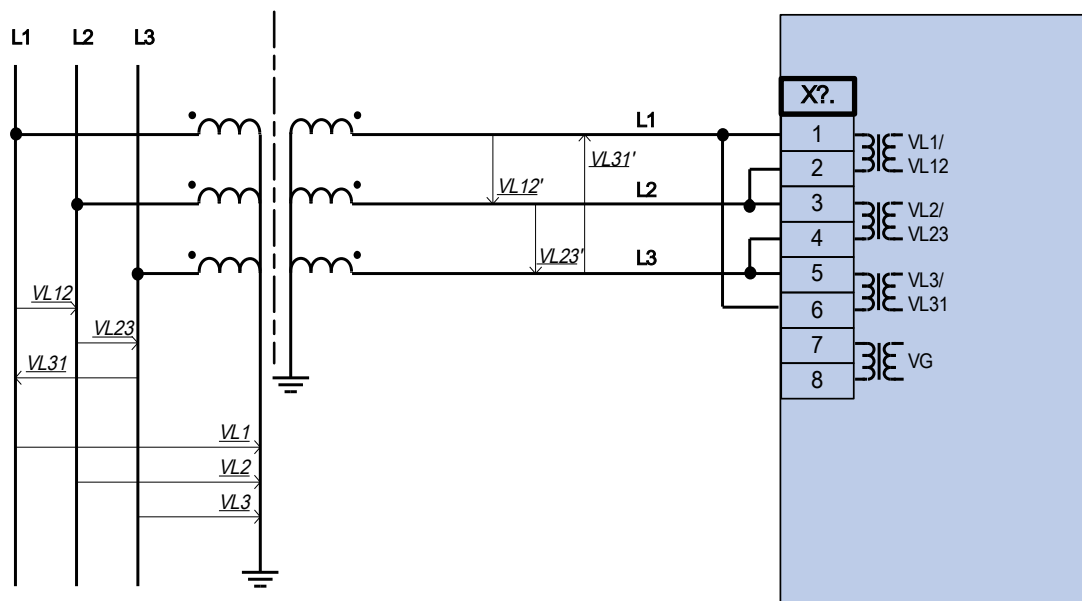 L1 L2 L3
X?.
L1
1
VL1/
VL12
VL31'
2
VL12'
L2
3
VL2/
VL23
4
VL23'
L3
5
VL3/
VL31
6
VL12
VL23
7
VG
VL31
8
VL1
VL2
VL3